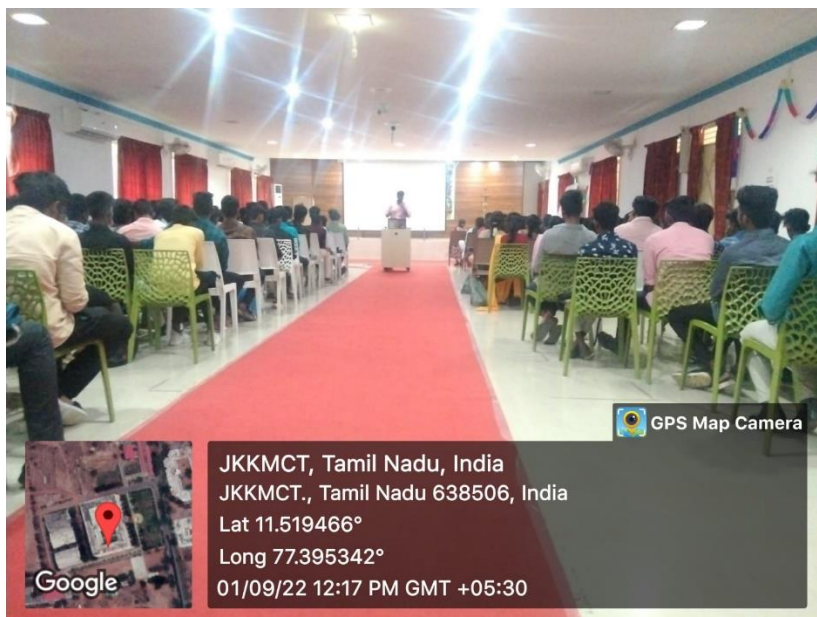 GPS Map Camera
JKKMCT, Tamil Nadu, India
JKKMCT., Tamil Nadu 638506, India
Lat 11.519466°
Long 77.395342°
01/09/22 12:17 PM GMT +05:30
Google